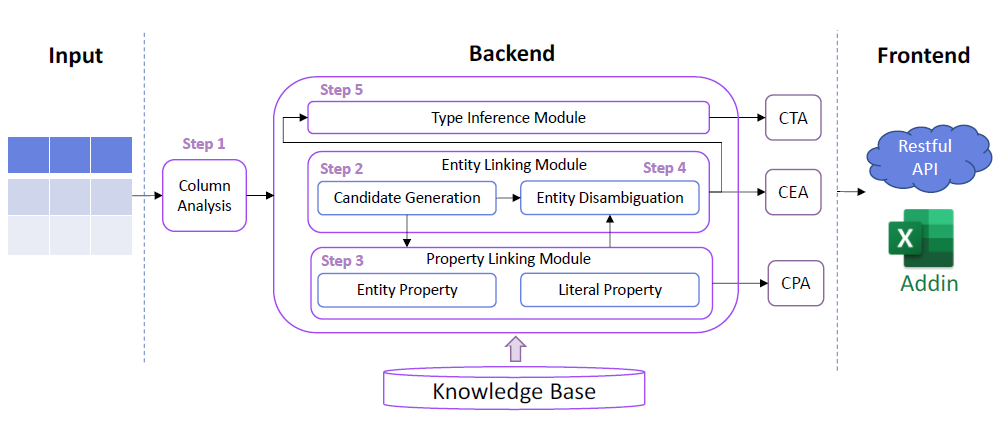 Input
Backend
Frontend
Step 1
Column
Analysis
Step 5
Type Inference Module
Entity Linking Module
Step 2
Step 4
Candidate Generation
Entity Disambiguation
Step 3
Property Linking Module
Entity Property
Literal Property
Knowledge Base
CTA
CEA
CPA
Restful
API
X
Addin